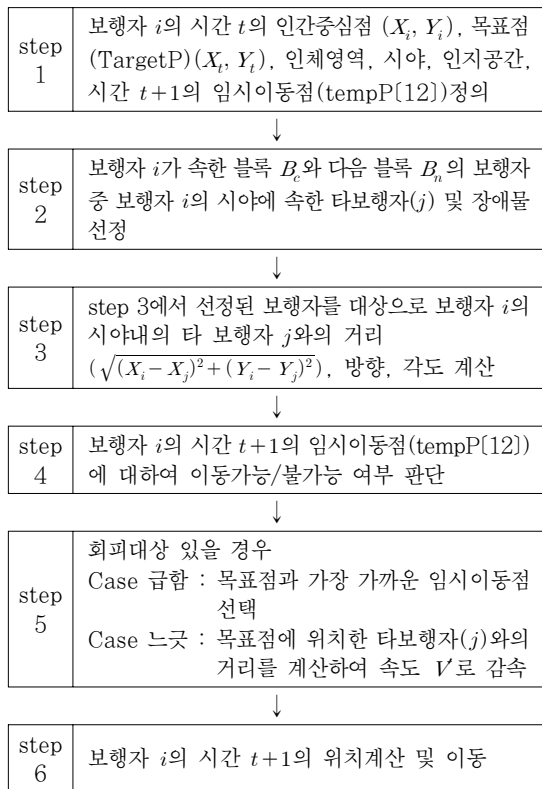 step
1
보행자 i의 시간 t의 인간중심점 (X_i, Y_i), 목표점
(TargetP)(X_t, Y_t), 인체영역, 시야, 인지공간,
시간 t+1의 임시이동점(tempP[12])정의
↓
step
2
보행자 i가 속한 블록 B_c와 다음 블록 B_n의 보행자
중 보행자 i의 시야에 속한 타보행자(j) 및 장애물
선정
↓
step
3
step 3에서 선정된 보행자를 대상으로 보행자 i의
시야내의 타 보행자 j와의 거리
(√((X_i−X_j)²+(Y_i−Y_j)²)), 방향, 각도 계산
↓
step
4
보행자 i의 시간 t+1의 임시이동점(tempP[12])
에 대하여 이동가능/불가능 여부 판단
↓
step
5
회피대상 있을 경우
Case 급함 : 목표점과 가장 가까운 임시이동점
선택
Case 느긋 : 목표점에 위치한 타보행자(j)와의
거리를 계산하여 속도 V'로 감속
↓
step
6
보행자 i의 시간 t+1의 위치계산 및 이동